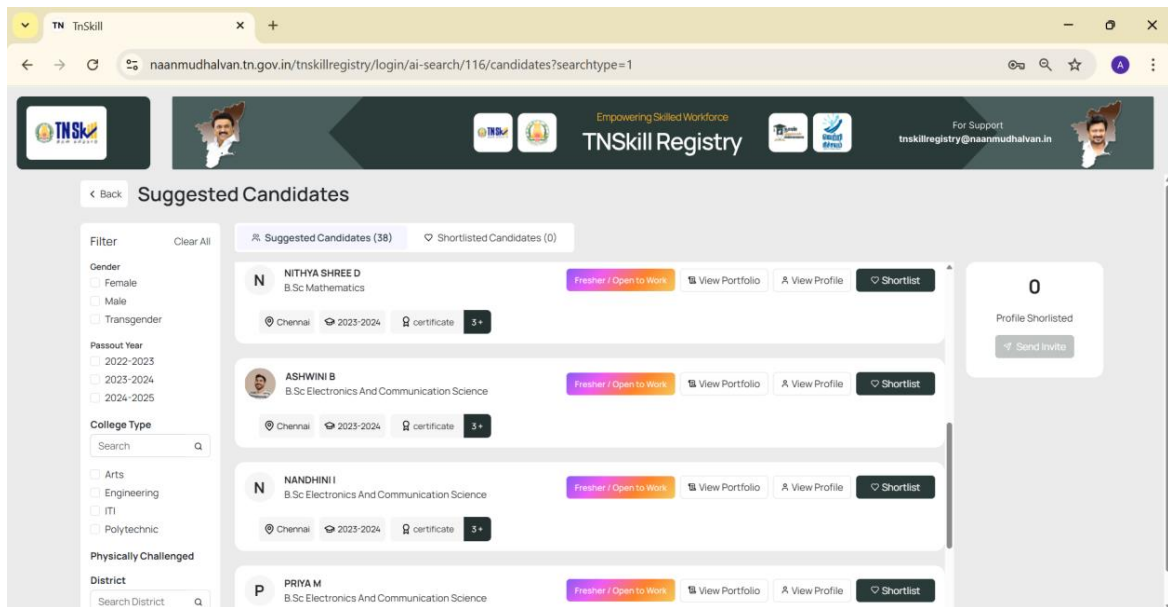 TN TnSkill
naanmudhalvan.tn.gov.in/tnskillregistry/login/ai-search/116/candidates?searchtype=1
A
TN Skill
Empowering Skilled Workforce
TNSkill Registry
For Support
tnskillregistry@naanmudhalvan.in
Back
Suggested Candidates
Filter
Clear All
Gender
Female
Male
Transgender
Passout Year
2022-2023
2023-2024
2024-2025
College Type
Search
Arts
Engineering
ITI
Polytechnic
Physically Challenged
District
Search District
Suggested Candidates (38)
Shortlisted Candidates (0)
N
NITHYA SHREE D
B.Sc Mathematics
Fresher / Open to Work
View Portfolio
View Profile
Shortlist
Chennai
2023-2024
certificate
3+
ASHWINI B
B.Sc Electronics And Communication Science
Fresher / Open to Work
View Portfolio
View Profile
Shortlist
Chennai
2023-2024
certificate
3+
N
NANDHINI I
B.Sc Electronics And Communication Science
Fresher / Open to Work
View Portfolio
View Profile
Shortlist
Chennai
2023-2024
certificate
3+
P
PRIYA M
B.Sc Electronics And Communication Science
Fresher / Open to Work
View Portfolio
View Profile
Shortlist
0
Profile Shorlisted
Send Invite